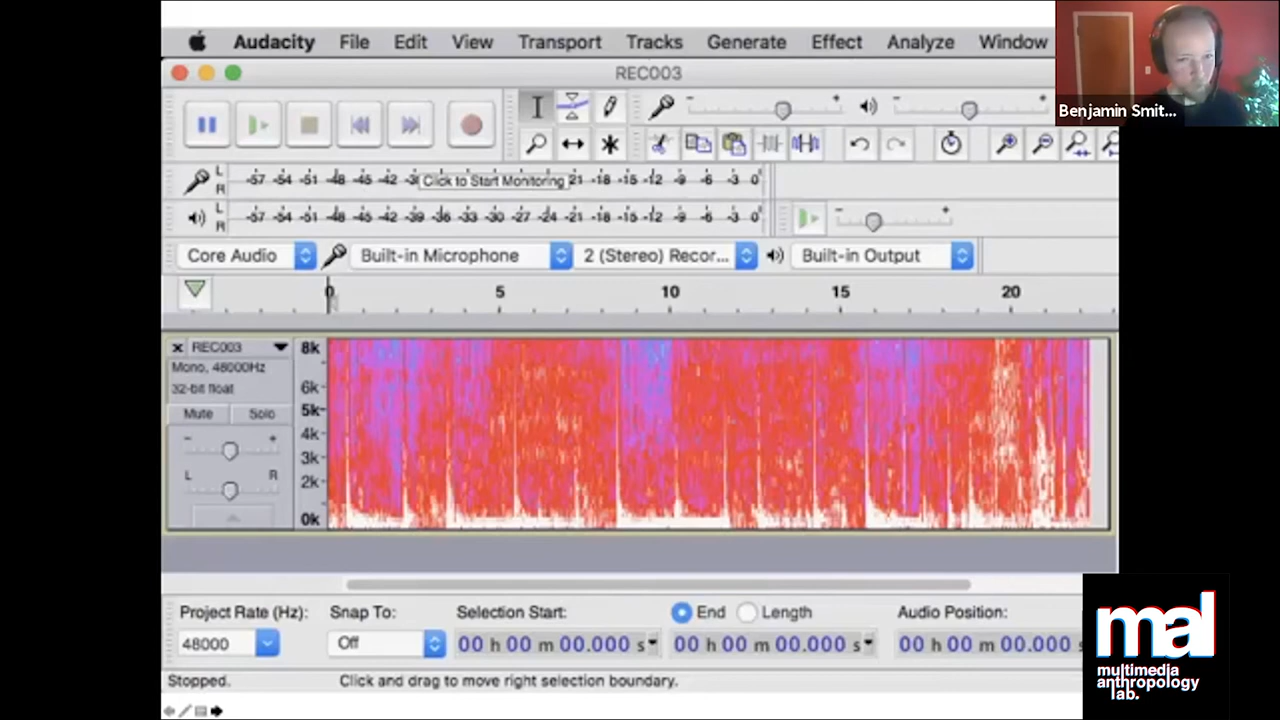 Audacity File Edit View Transport Tracks Generate Effect Analyze Window
REC003
Benjamin Smit...
L
R
-57 -54 -51 -48 -45 -42 Click to Start Monitoring 21 -18 -15 -12 -9 -6 -3 0
L
R
-57 -54 -51 -48 -45 -42 -39 -36 -33 -30 -27 -24 -21 -18 -15 -12 -9 -6 -3 0
Core Audio Built-in Microphone 2 (Stereo) Recor... Built-in Output
0 5 10 15 20
REC003
Mono, 48000Hz
32-bit float
Mute Solo
- +
L R
8k
6k
5k
4k
3k
2k
0k
Project Rate (Hz): Snap To: Selection Start: End Length Audio Position:
48000 Off 00 h 00 m 00.000 s 00 h 00 m 00.000 s 00 h 00 m 00.000 s
Stopped. Click and drag to move right selection boundary.
mal
multimedia
anthropology
lab.